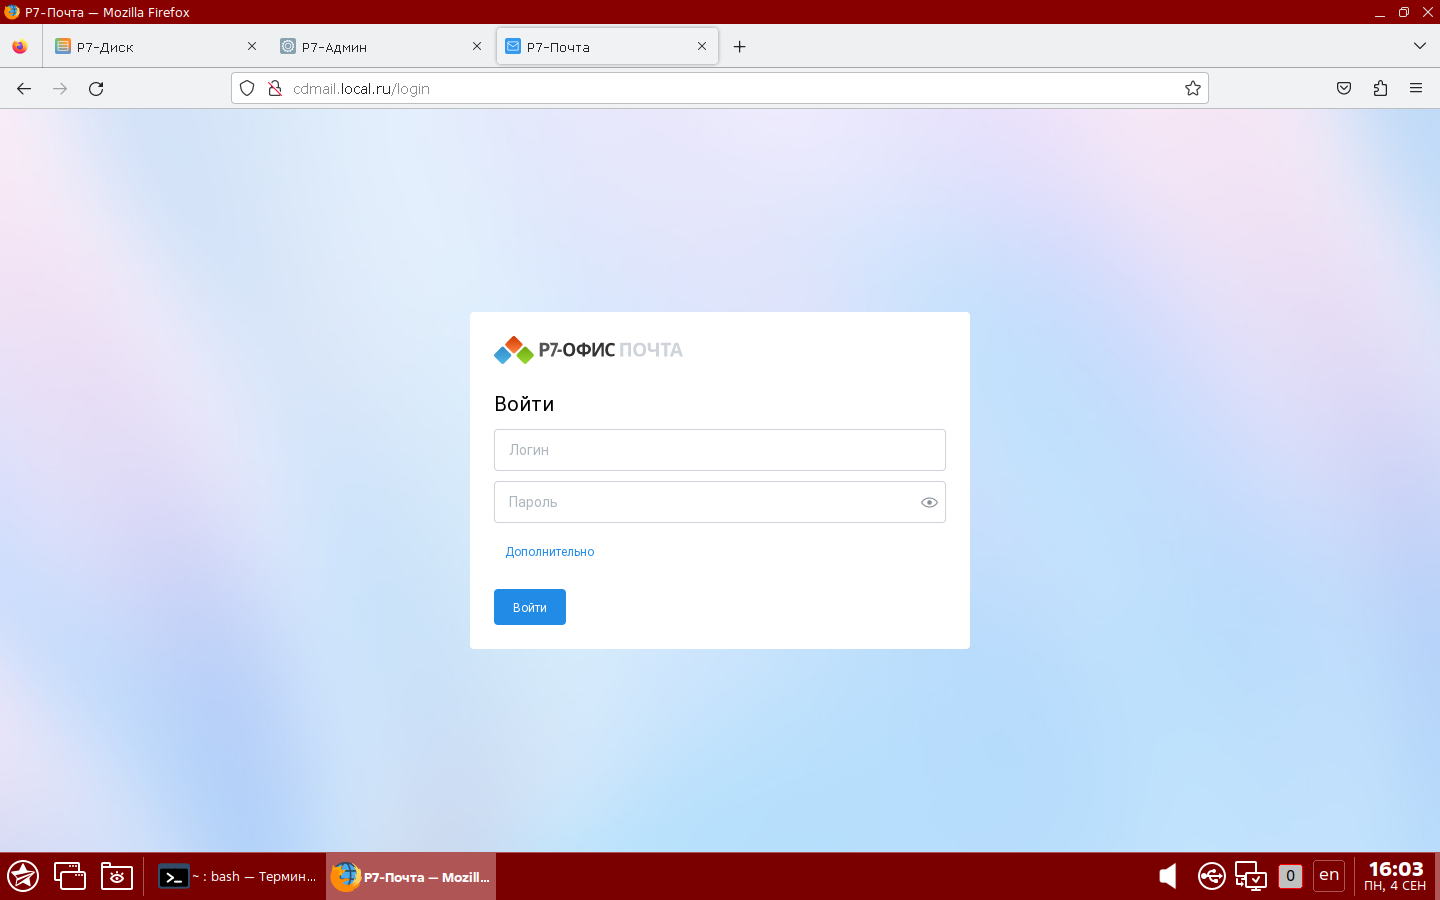 Р7-Почта — Mozilla Firefox
Р7-Диск
Р7-Админ
Р7-Почта
cdmail.local.ru/login
Р7-ОФИС ПОЧТА
Войти
Логин
Пароль
Дополнительно
Войти
~ : bash — Термин...
Р7-Почта — Mozill...
0
en
16:03
ПН, 4 СЕН